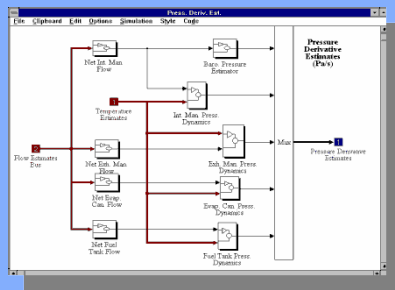 Press. Deriv. Est.
File Clipboard Edit Options Simulation Style Code
Net Int. Man.
Flow
Baro. Pressure
Estimator
Pressure
Derivative
Estimates
(Pa/s)
1
Temperature
Estimates
Int. Man Press.
Dynamics
2
Flow Estimates
Bus
Net Exh. Man
Flow
Exh. Man. Press.
Dynamics
Mux
1
Pressure Derivative
Estimates
Net Evap.
Can. Flow
Evap. Can Press.
Dynamics
Net Fuel
Tank Flow
Fuel Tank Press
Dynamics